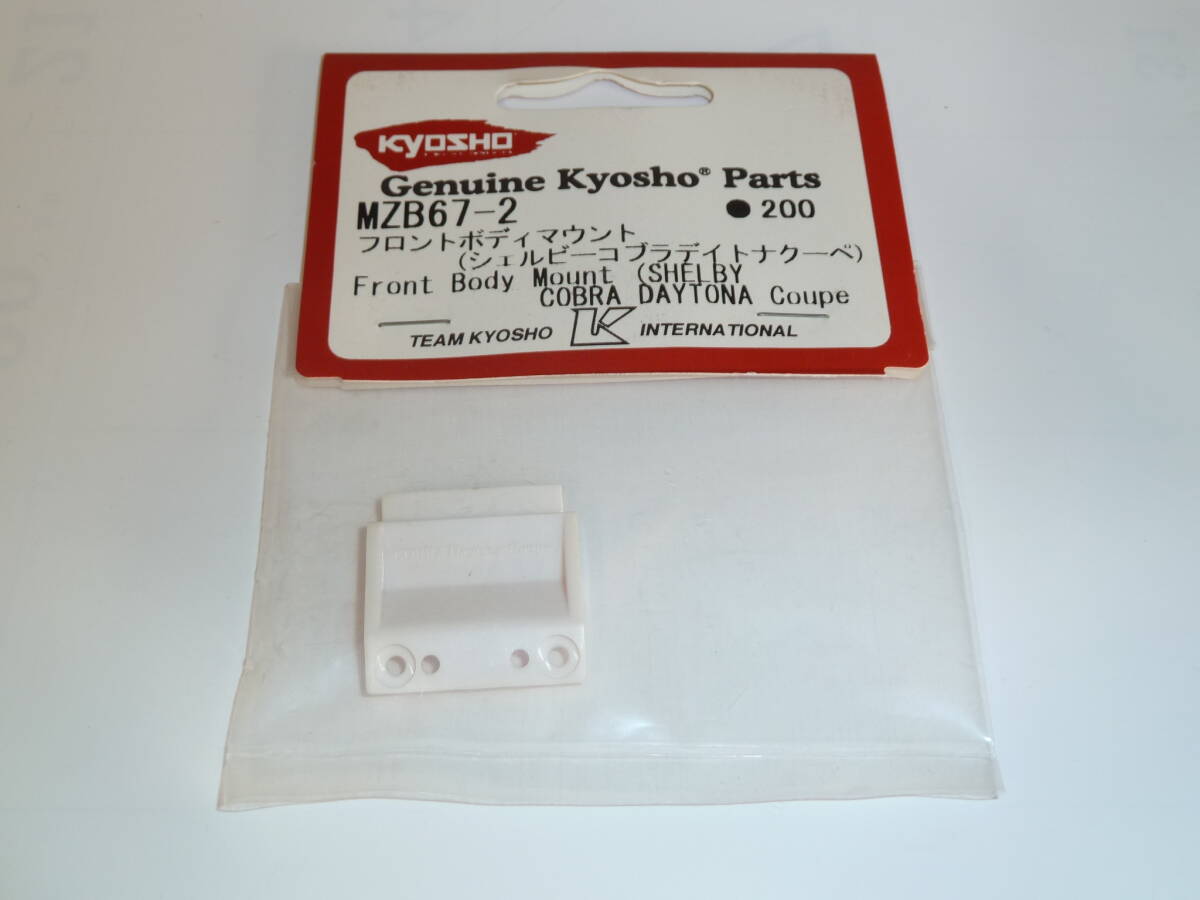 KYOSHO
Genuine Kyosho® Parts
MZB67-2 ●200
フロントボディマウント
(シェルビーコブラデイトナクーペ)
Front Body Mount (SHELBY
COBRA DAYTONA Coupe
TEAM KYOSHO K INTERNATIONAL